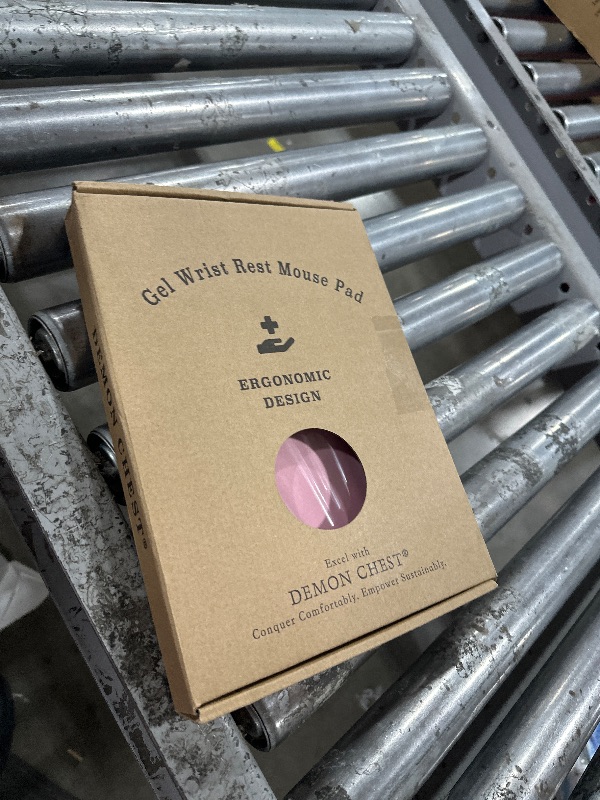 Gel Wrist Rest Mouse Pad
ERGONOMIC
DESIGN
Excel with
DEMON CHEST®
Conquer Comfortably, Empower Sustainably.
DEMON CHEST®